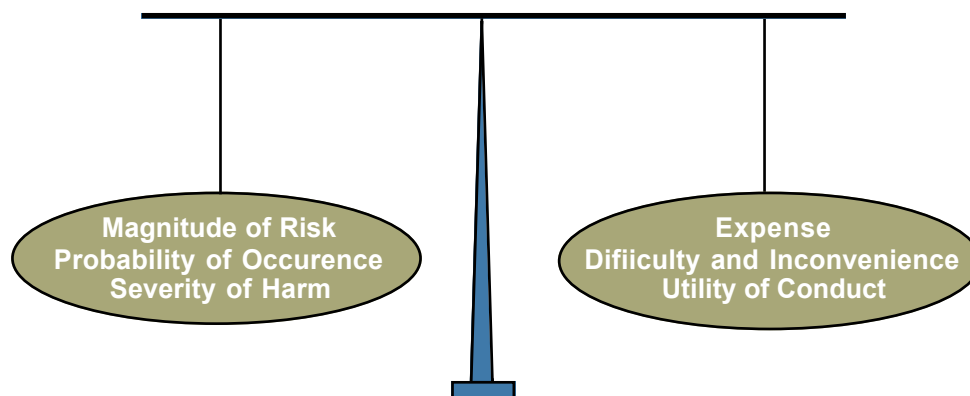 Magnitude of Risk
Probability of Occurence
Severity of Harm
Expense
Difiiculty and Inconvenience
Utility of Conduct